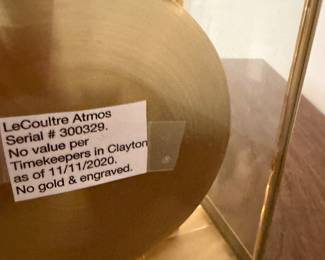 LeCoultre Atmos
Serial # 300329.
No value per
Timekeepers in Clayton
as of 11/11/2020.
No gold & engraved.